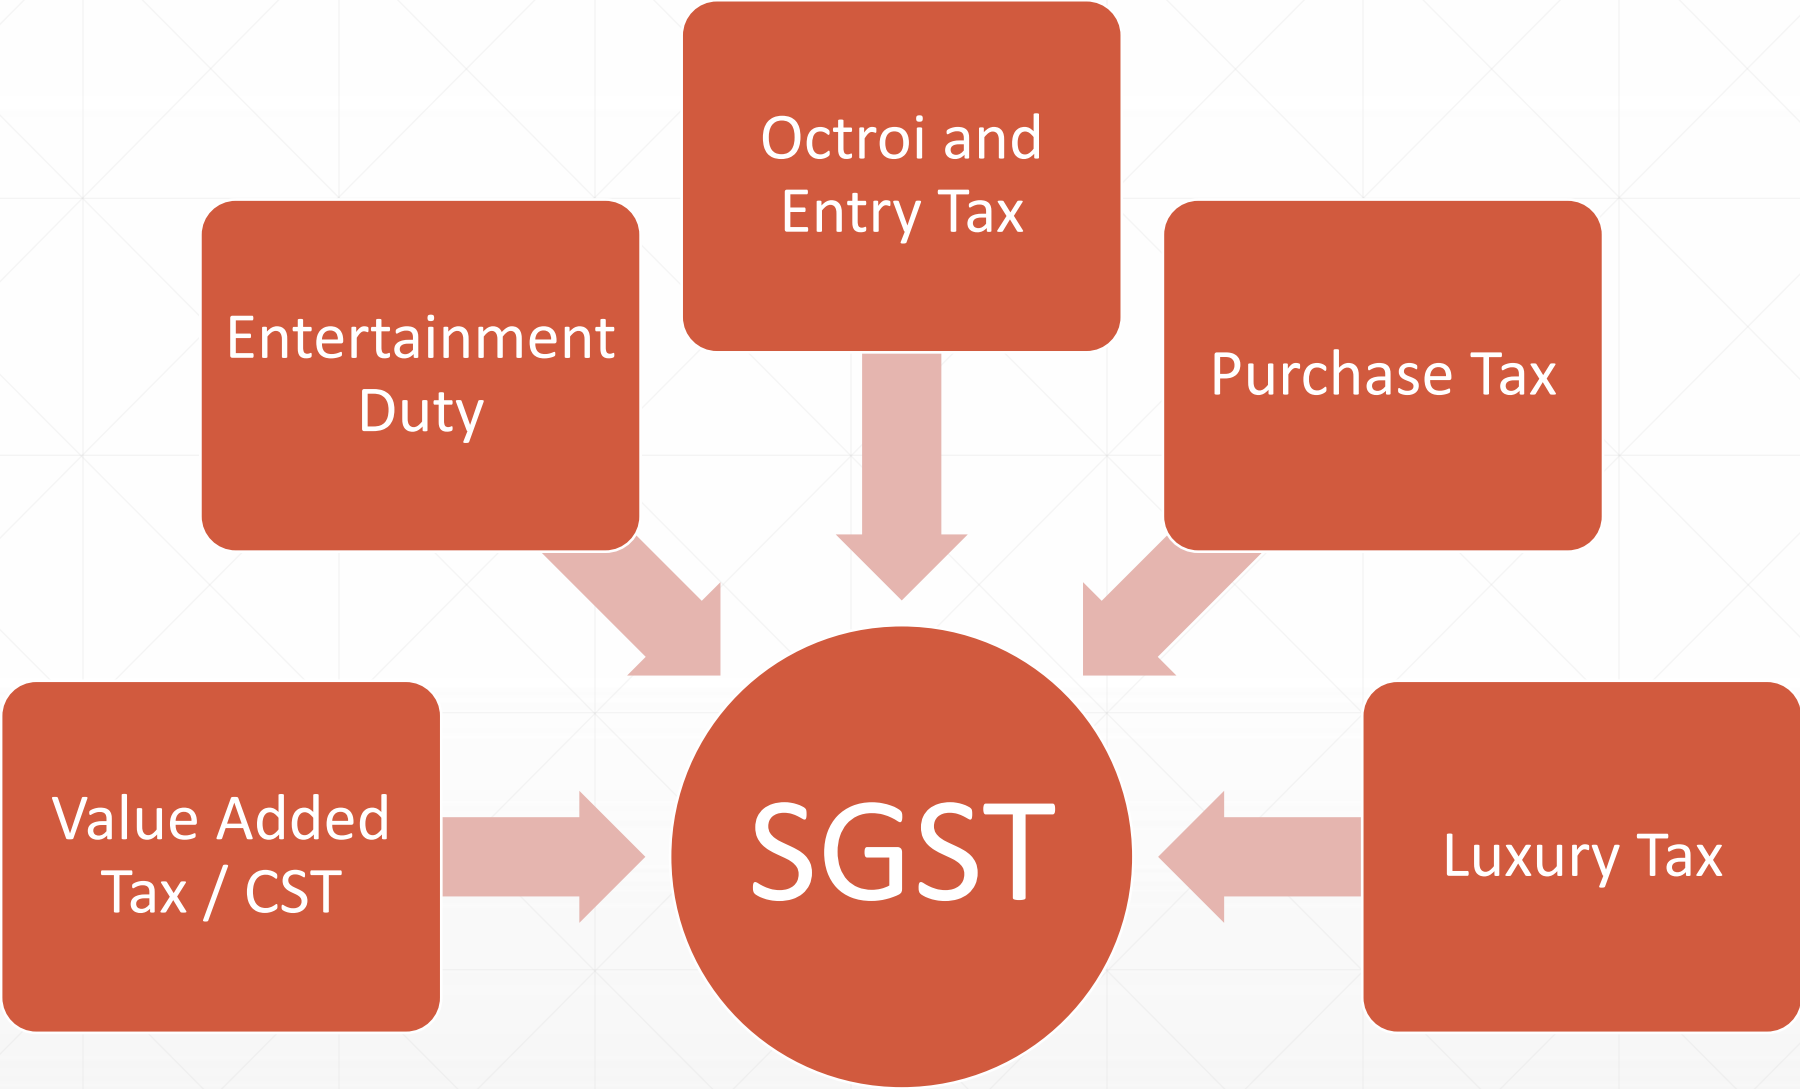 Octroi and
Entry Tax
Entertainment
Duty
Purchase Tax
Value Added
Tax / CST
SGST
Luxury Tax